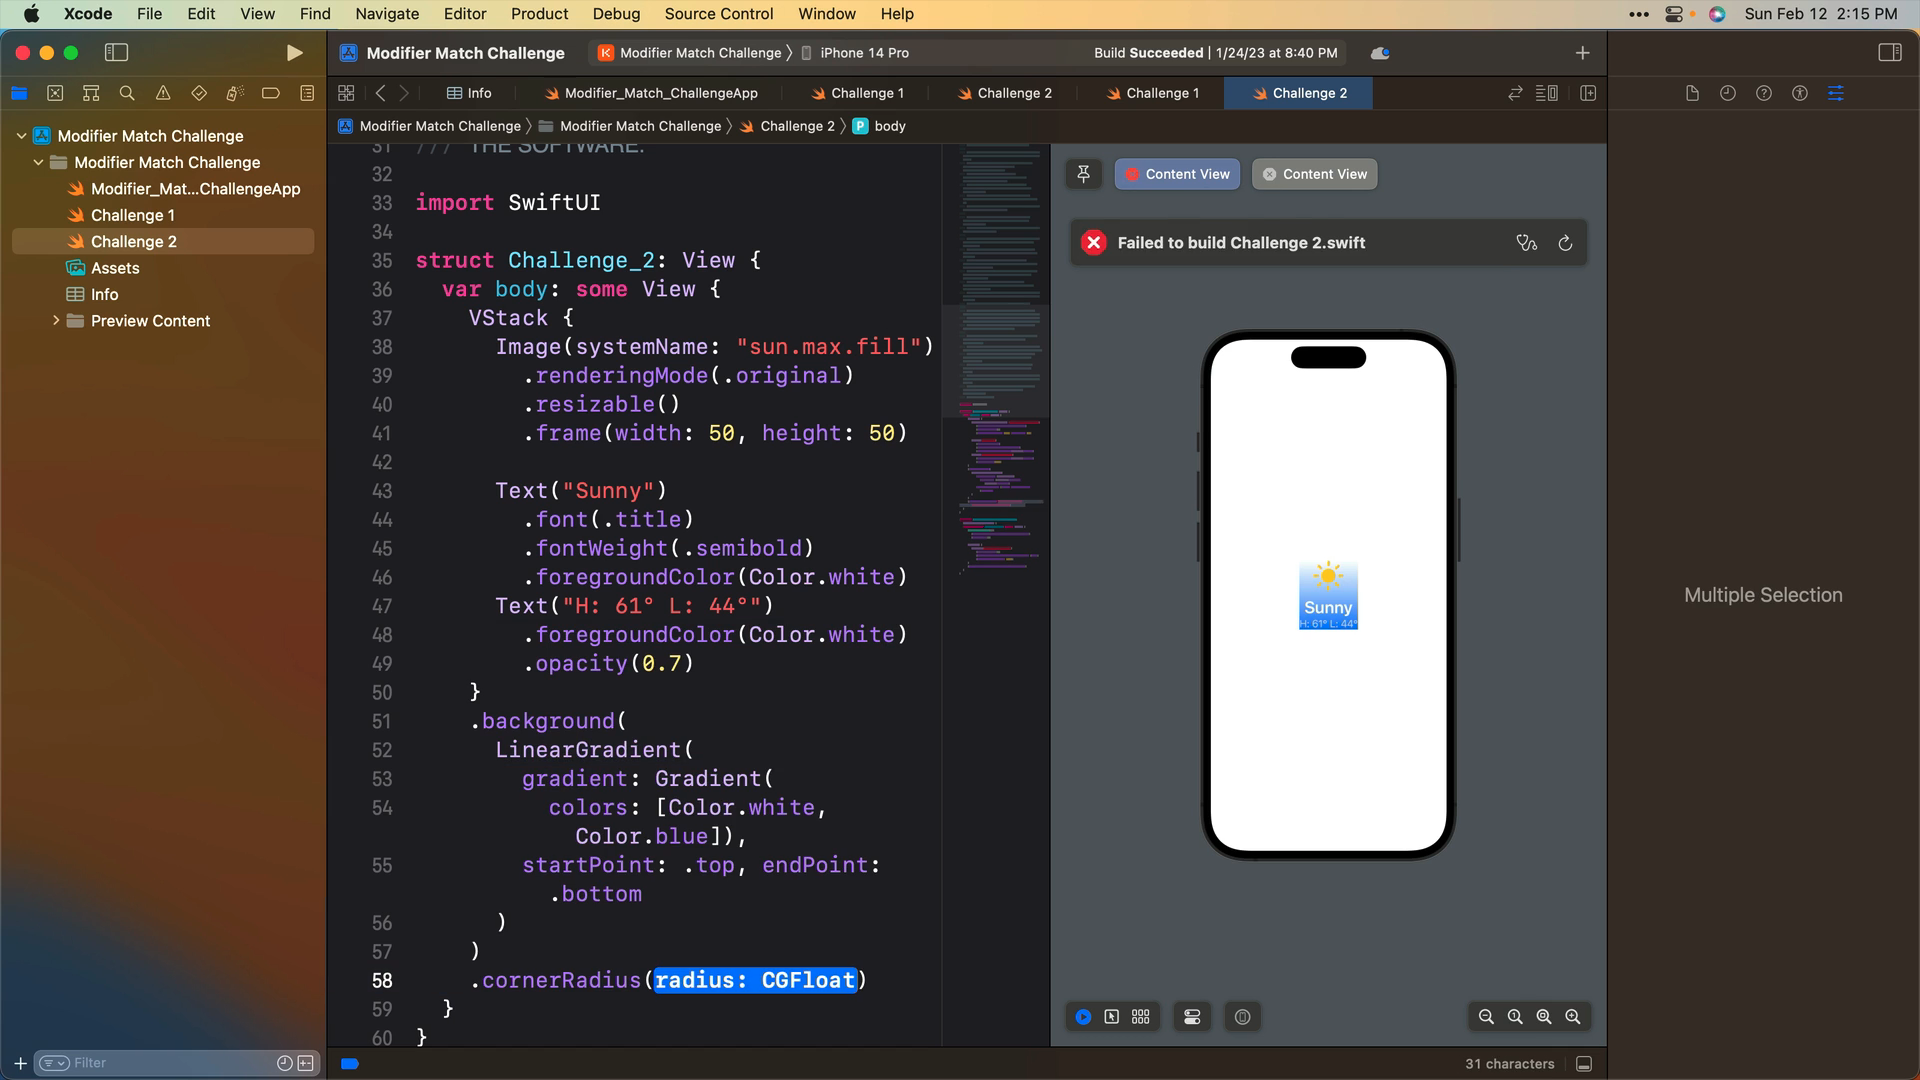 Xcode File Edit View Find Navigate Editor Product Debug Source Control Window Help Sun Feb 12 2:15 PM
Modifier Match Challenge Modifier Match Challenge iPhone 14 Pro Build Succeeded | 1/24/23 at 8:40 PM
Info Modifier_Match_ChallengeApp Challenge 1 Challenge 2 Challenge 1 Challenge 2
Modifier Match Challenge Modifier Match Challenge Challenge 2 P body
Modifier Match Challenge
Modifier Match Challenge
Modifier_Mat...ChallengeApp
Challenge 1
Challenge 2
Assets
Info
Preview Content
Filter
31 /// THE SOFTWARE.
32
33 import SwiftUI
34
35 struct Challenge_2: View {
36 var body: some View {
37 VStack {
38 Image(systemName: "sun.max.fill")
39 .renderingMode(.original)
40 .resizable()
41 .frame(width: 50, height: 50)
42
43 Text("Sunny")
44 .font(.title)
45 .fontWeight(.semibold)
46 .foregroundColor(Color.white)
47 Text("H: 61° L: 44°")
48 .foregroundColor(Color.white)
49 .opacity(0.7)
50 }
51 .background(
52 LinearGradient(
53 gradient: Gradient(
54 colors: [Color.white,
Color.blue]),
55 startPoint: .top, endPoint:
.bottom
56 )
57 )
58 .cornerRadius(radius: CGFloat)
59 }
60 }
Content View Content View
Failed to build Challenge 2.swift
Sunny
H: 61° L: 44°
Multiple Selection
31 characters